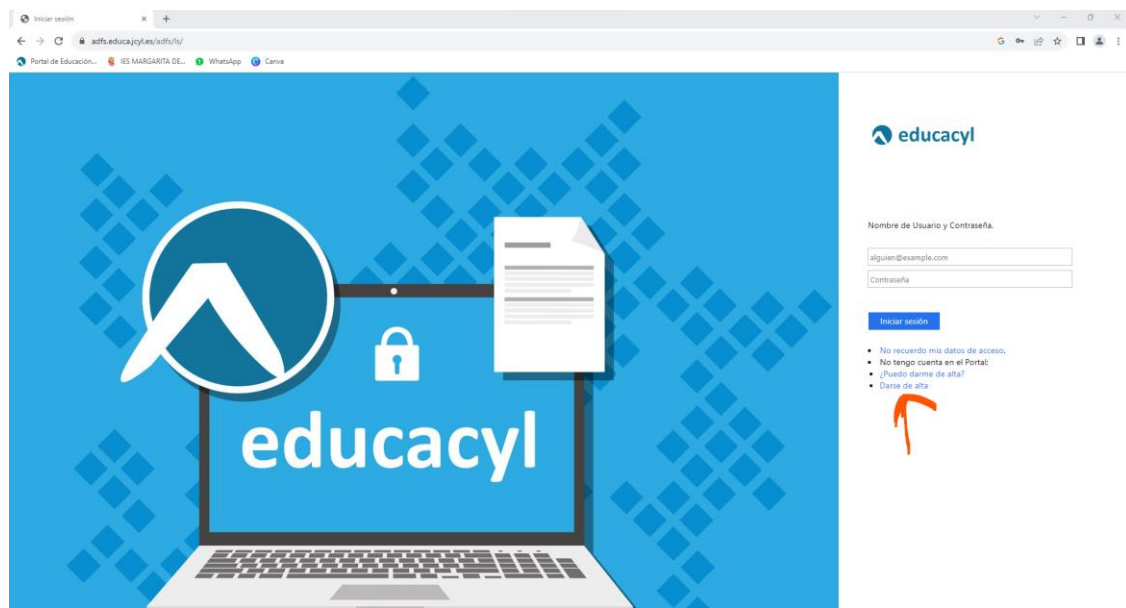 Iniciar sesión
adfs.educa.jcyl.es/adfs/ls/
Portal de Educación... IES MARGARITA DE... WhatsApp Canva
educacyl
educacyl
Nombre de Usuario y Contraseña.
alguien@example.com
Contraseña
Iniciar sesión
No recuerdo mis datos de acceso.
No tengo cuenta en el Portal:
¿Puedo darme de alta?
Darse de alta